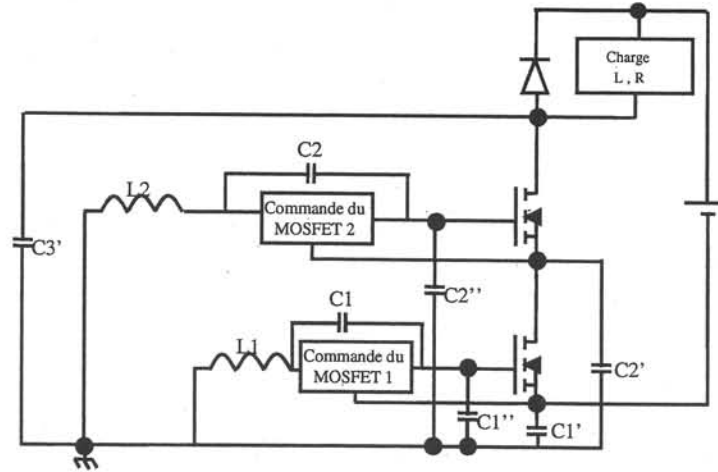 Charge
L , R
C2
L2
Commande du
MOSFET 2
C3’
C2’’
C1
L1
Commande du
MOSFET 1
C2’
C1’’
C1’